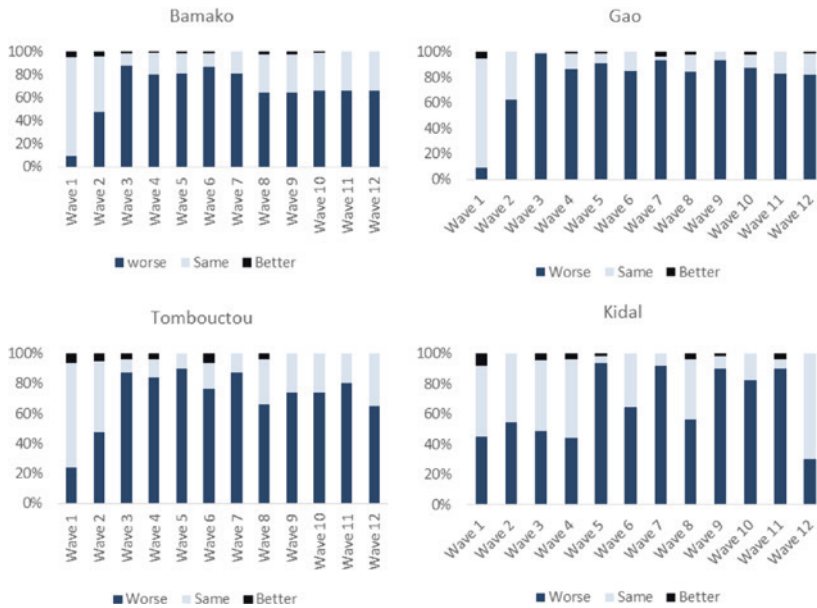 Bamako
100%
80%
60%
40%
20%
0%
Wave 1
Wave 2
Wave 3
Wave 4
Wave 5
Wave 6
Wave 7
Wave 8
Wave 9
Wave 10
Wave 11
Wave 12
worse Same Better
Gao
100%
80%
60%
40%
20%
0%
Wave 1
Wave 2
Wave 3
Wave 4
Wave 5
Wave 6
Wave 7
Wave 8
Wave 9
Wave 10
Wave 11
Wave 12
Worse Same Better
Tombouctou
100%
80%
60%
40%
20%
0%
Wave 1
Wave 2
Wave 3
Wave 4
Wave 5
Wave 6
Wave 7
Wave 8
Wave 9
Wave 10
Wave 11
Wave 12
Worse Same Better
Kidal
100%
80%
60%
40%
20%
0%
Wave 1
Wave 2
Wave 3
Wave 4
Wave 5
Wave 6
Wave 7
Wave 8
Wave 9
Wave 10
Wave 11
Wave 12
Worse Same Better